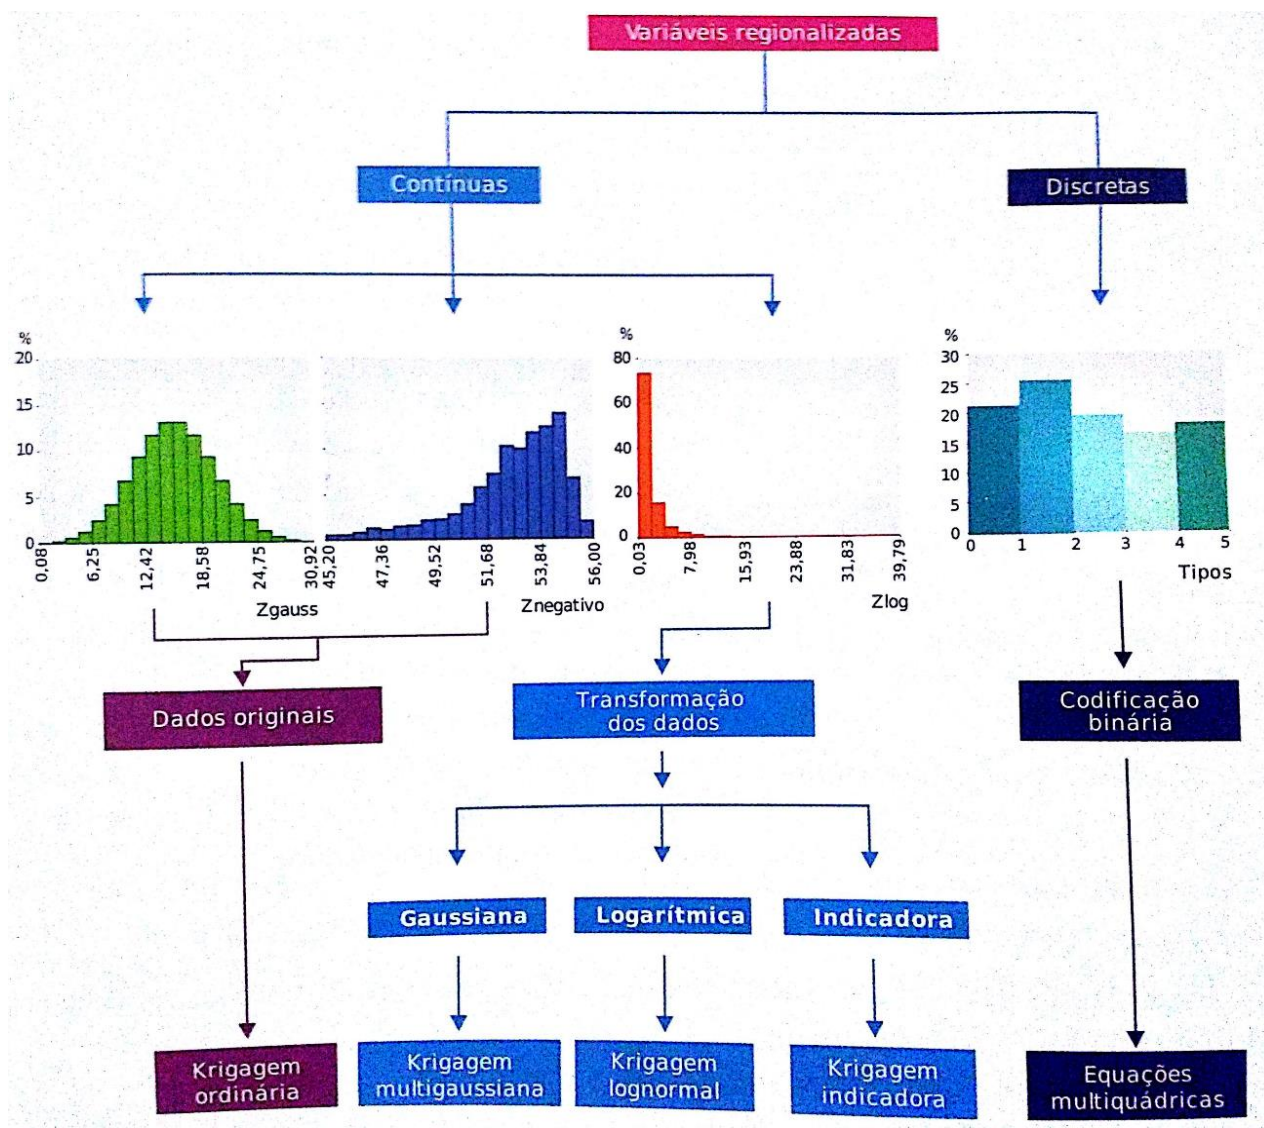 Variáveis regionalizadas
Contínuas
Discretas
%
20
15
10
5
0
0,08
6,25
12,42
18,58
24,75
30,92
Zgauss
45,20
47,36
49,52
51,68
53,84
56,00
Znegativo
%
80
60
40
20
0
0,03
7,98
15,93
23,88
31,83
39,79
Zlog
%
30
25
20
15
10
5
0
0
1
2
3
4
5
Tipos
Dados originais
Transformação
dos dados
Codificação
binária
Gaussiana
Logarítmica
Indicadora
Krigagem
ordinária
Krigagem
multigaussiana
Krigagem
lognormal
Krigagem
indicadora
Equações
multiquádricas